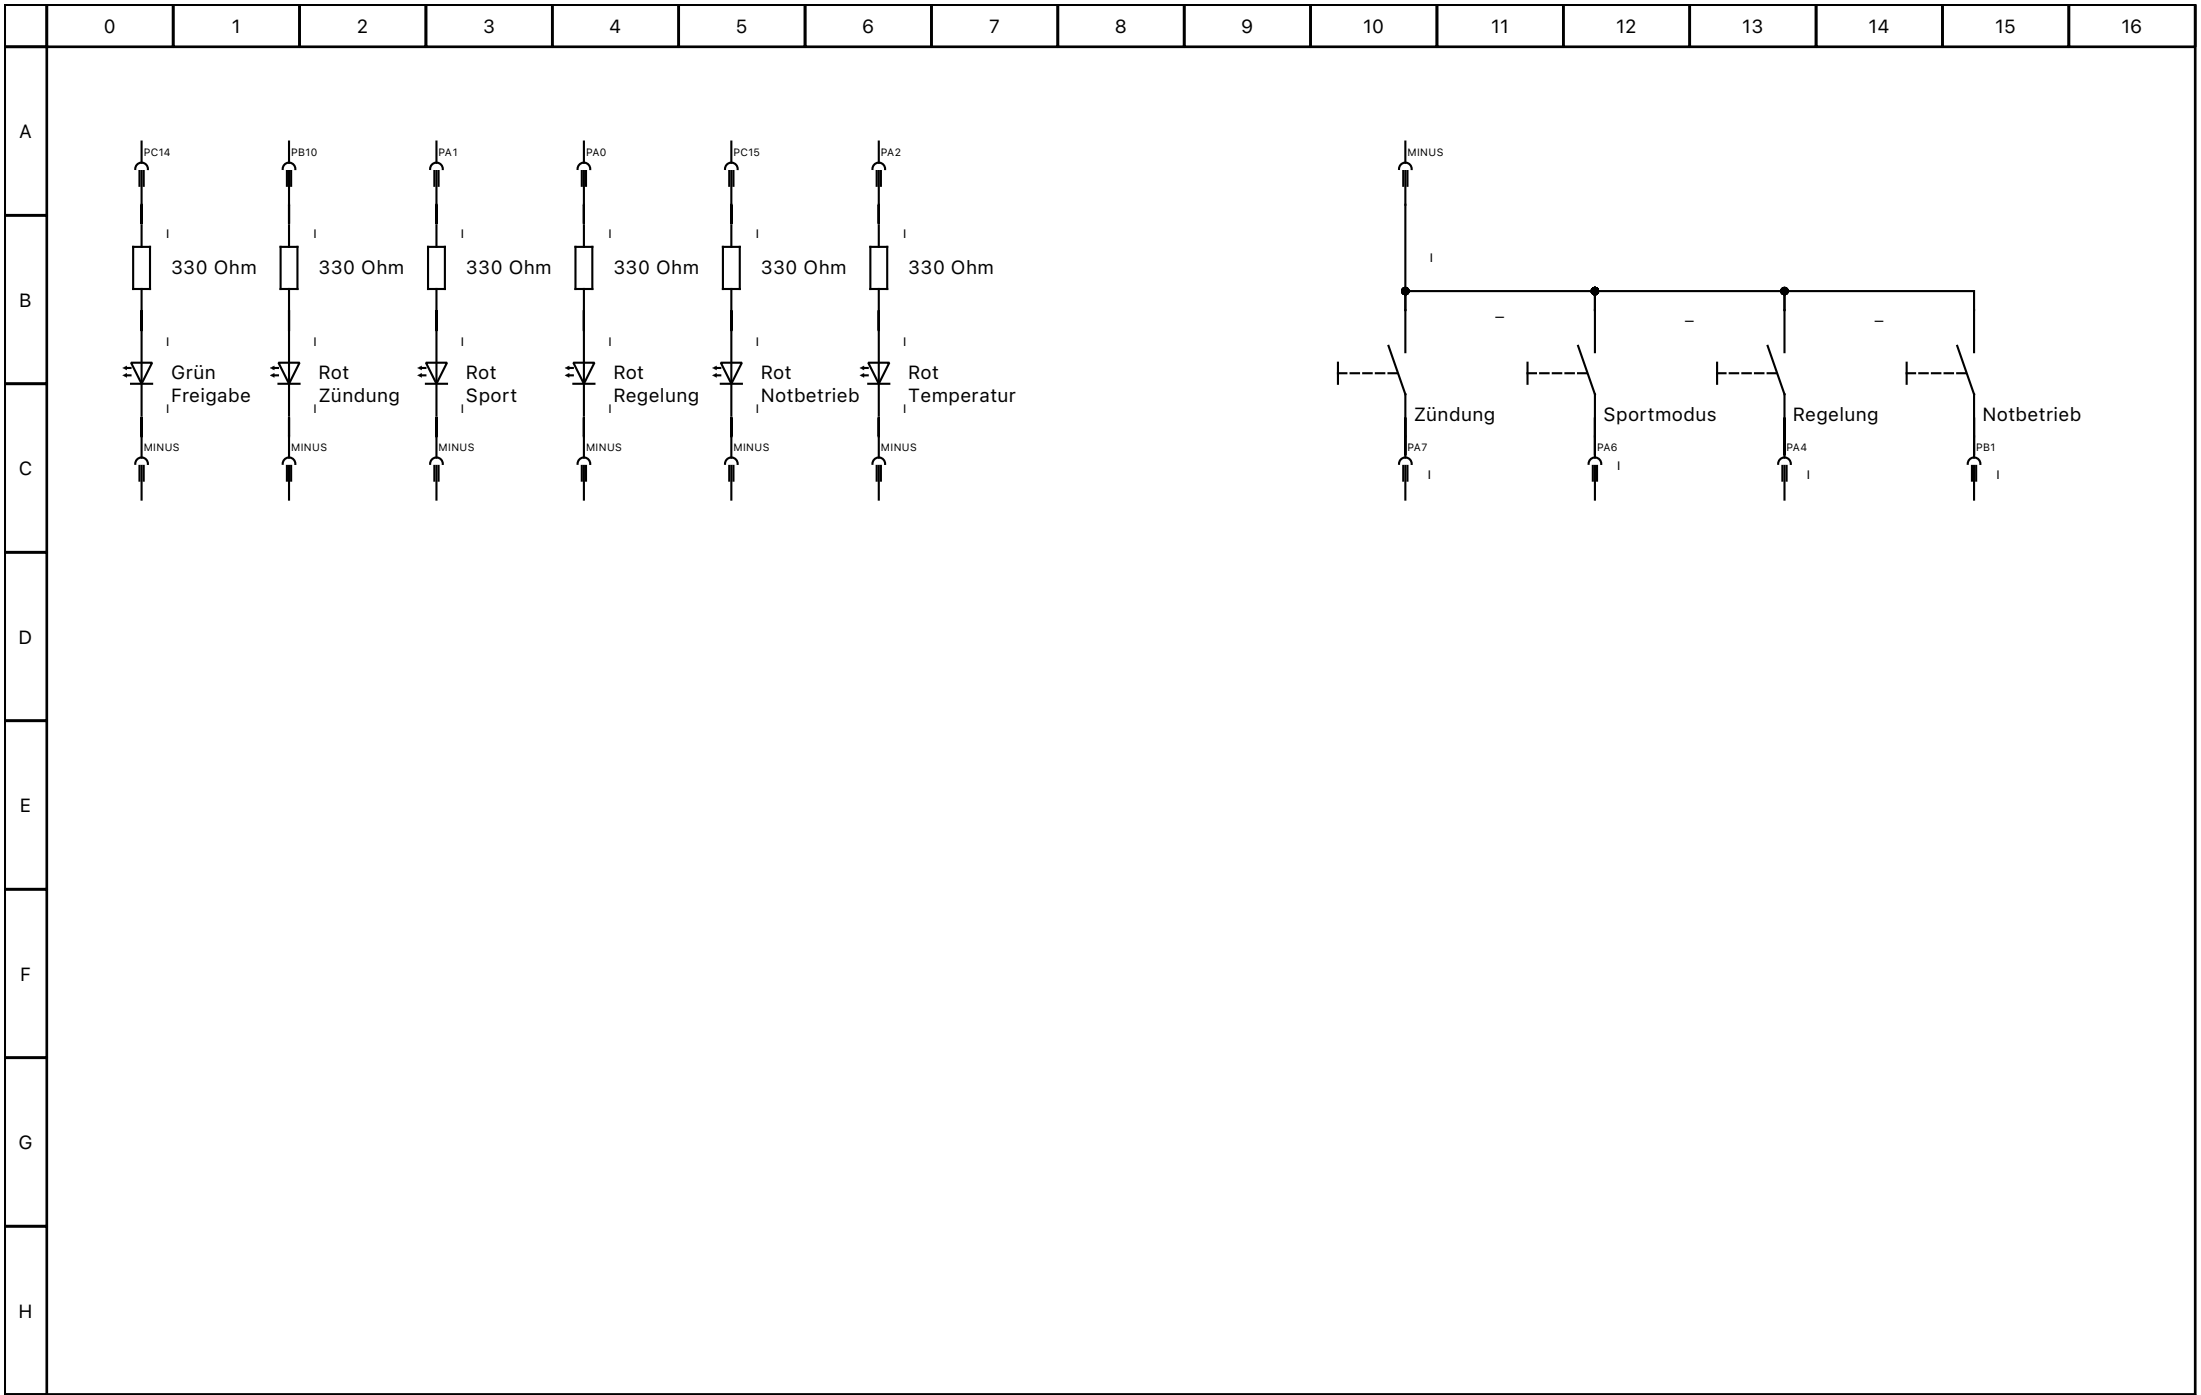 0 1 2 3 4 5 6 7 8 9 10 11 12 13 14 15 16
A
PC14 PB10 PA1 PA0 PC15 PA2 MINUS
330 Ohm 330 Ohm 330 Ohm 330 Ohm 330 Ohm 330 Ohm
B
Grün Rot Rot Rot Rot Rot
Freigabe Zündung Sport Regelung Notbetrieb Temperatur
Zündung Sportmodus Regelung Notbetrieb
MINUS MINUS MINUS MINUS MINUS MINUS PA7 PA6 PA4 PB1
C
D
E
F
G
H